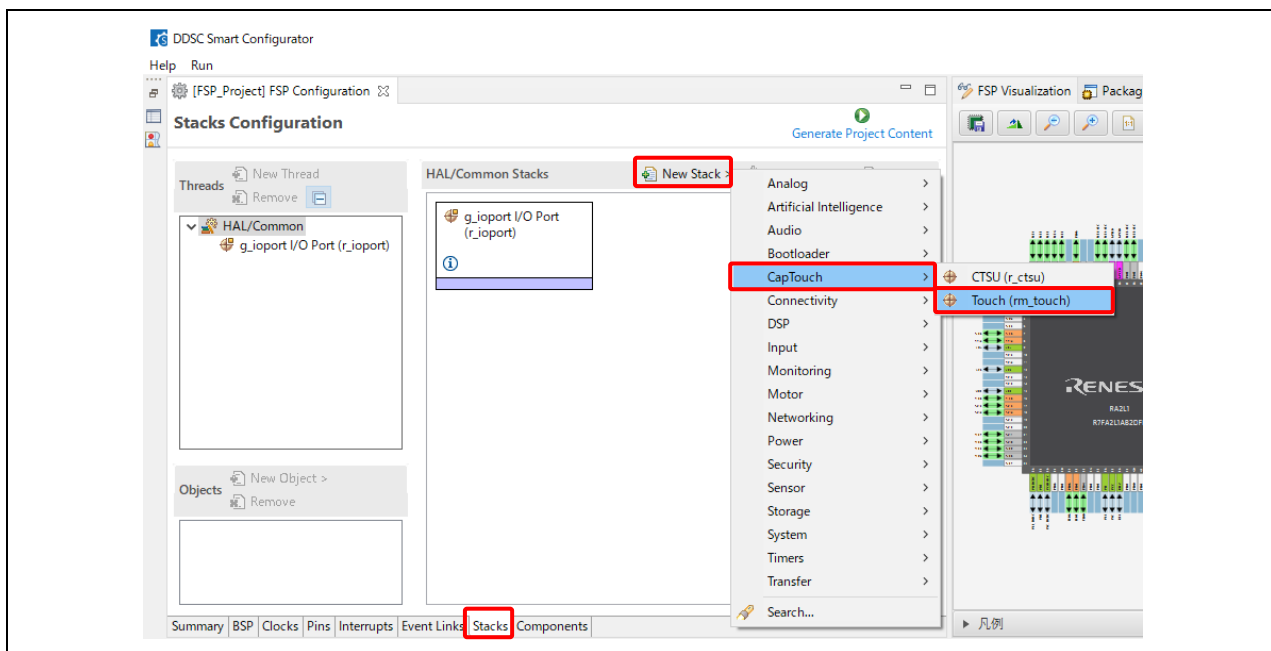 DDSC Smart Configurator
Help Run
[FSP_Project] FSP Configuration
FSP Visualization
Packag
Stacks Configuration
Generate Project Content
Threads
New Thread
Remove
HAL/Common Stacks
New Stack >
HAL/Common
g_ioport I/O Port (r_ioport)
g_ioport I/O Port
(r_ioport)
Analog
Artificial Intelligence
Audio
Bootloader
CapTouch
CTSU (r_ctsu)
Touch (rm_touch)
Connectivity
DSP
Input
Monitoring
Motor
Networking
Power
Security
Sensor
Storage
System
Timers
Transfer
Search...
RENES
RA2L1
Objects
New Object >
Remove
Summary BSP Clocks Pins Interrupts Event Links Stacks Components
凡例